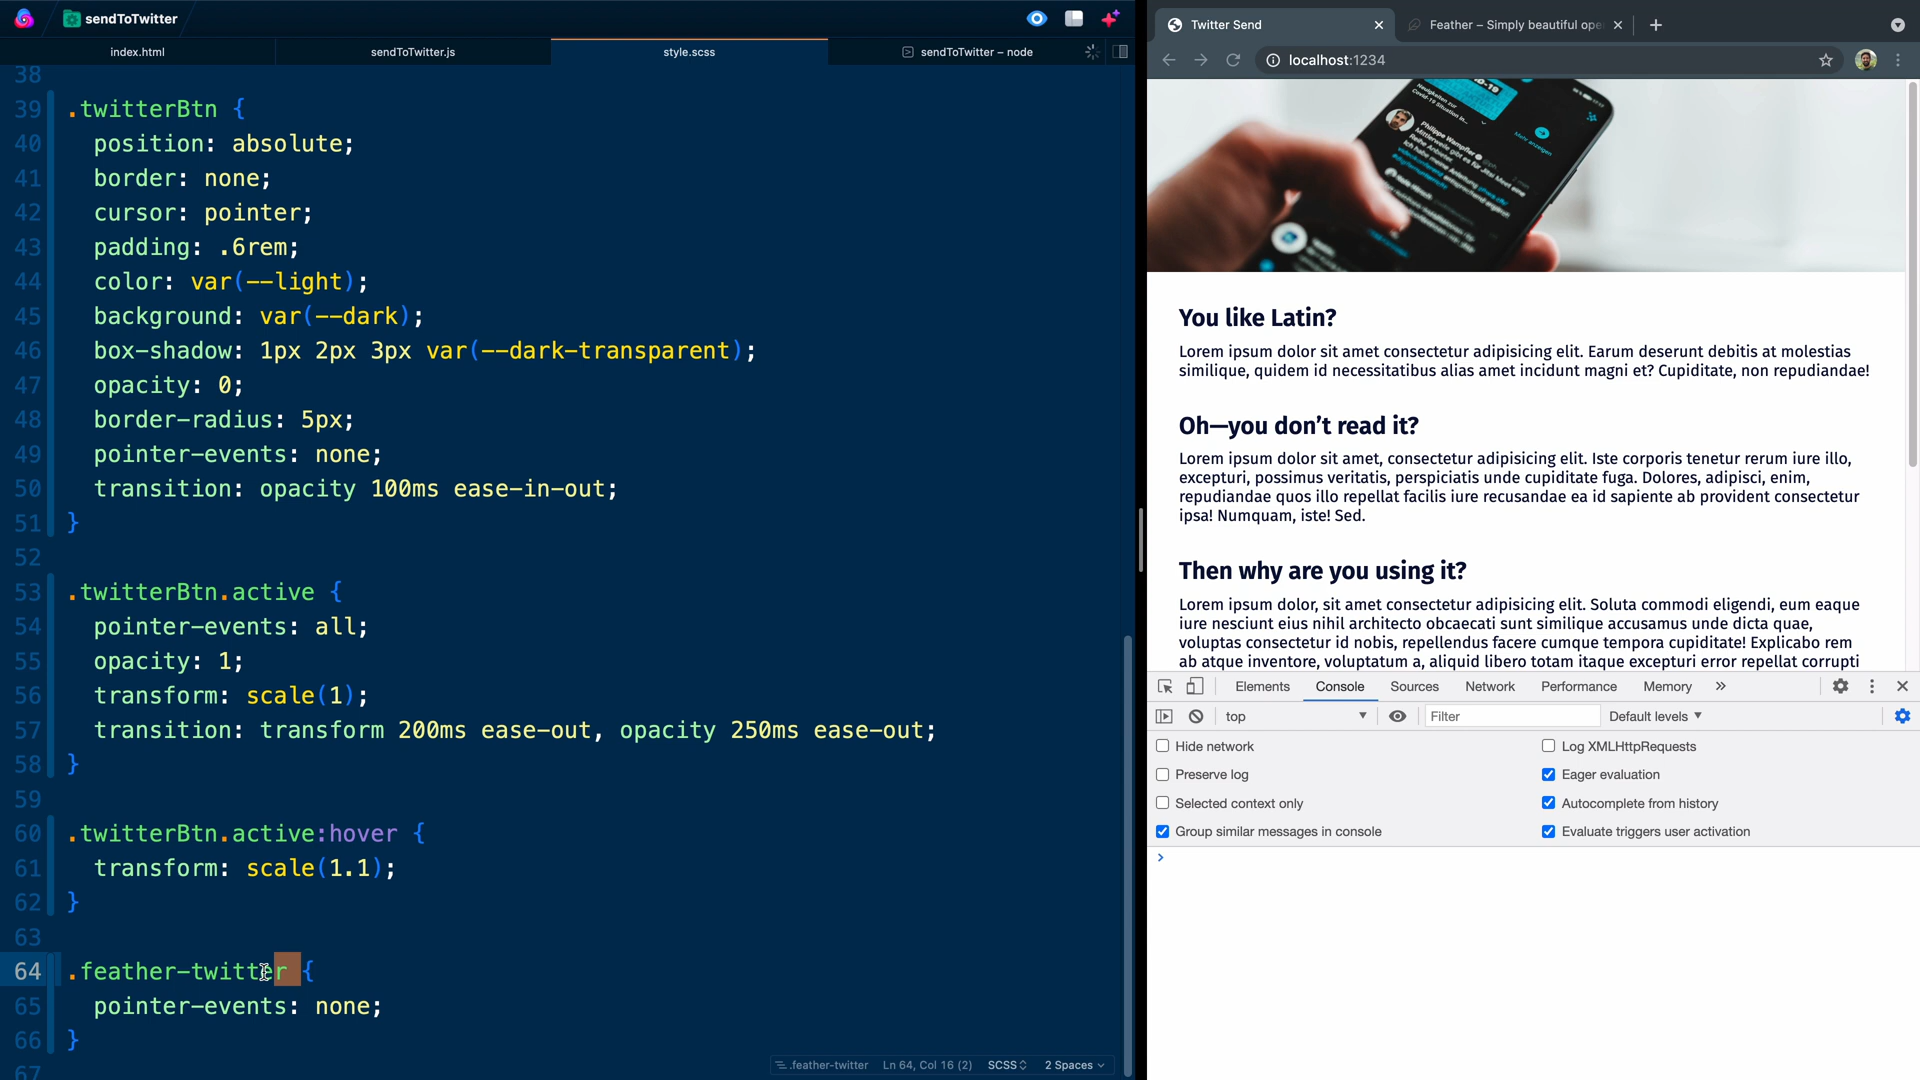 sendToTwitter
index.html
sendToTwitter.js
style.scss
sendToTwitter – node
38
39 .twitterBtn {
40 position: absolute;
41 border: none;
42 cursor: pointer;
43 padding: .6rem;
44 color: var(--light);
45 background: var(--dark);
46 box-shadow: 1px 2px 3px var(--dark-transparent);
47 opacity: 0;
48 border-radius: 5px;
49 pointer-events: none;
50 transition: opacity 100ms ease-in-out;
51 }
52
53 .twitterBtn.active {
54 pointer-events: all;
55 opacity: 1;
56 transform: scale(1);
57 transition: transform 200ms ease-out, opacity 250ms ease-out;
58 }
59
60 .twitterBtn.active:hover {
61 transform: scale(1.1);
62 }
63
64 .feather-twitter {
65 pointer-events: none;
66 }
67
.feather-twitter Ln 64, Col 16 (2) SCSS 2 Spaces
Twitter Send
Feather – Simply beautiful ope
localhost:1234
Neuigkeiten zur
Covid-19 Situation in...
Mehr anzeigen
Philippe Wampfler
You like Latin?
Lorem ipsum dolor sit amet consectetur adipisicing elit. Earum deserunt debitis at molestias
similique, quidem id necessitatibus alias amet incidunt magni et? Cupiditate, non repudiandae!
Oh—you don’t read it?
Lorem ipsum dolor sit amet, consectetur adipisicing elit. Iste corporis tenetur rerum iure illo,
excepturi, possimus veritatis, perspiciatis unde cupiditate fuga. Dolores, adipisci, enim,
repudiandae quos illo repellat facilis iure recusandae ea id sapiente ab provident consectetur
ipsa! Numquam, iste! Sed.
Then why are you using it?
Lorem ipsum dolor, sit amet consectetur adipisicing elit. Soluta commodi eligendi, eum eaque
iure nesciunt eius nihil architecto obcaecati sunt similique accusamus unde dicta quae,
voluptas consectetur id nobis, repellendus facere cumque tempora cupiditate! Explicabo rem
ab atque inventore, voluptatum a, aliquid libero totam itaque excepturi error repellat corrupti
Elements Console Sources Network Performance Memory »
top Filter Default levels
Hide network Log XMLHttpRequests
Preserve log Eager evaluation
Selected context only Autocomplete from history
Group similar messages in console Evaluate triggers user activation